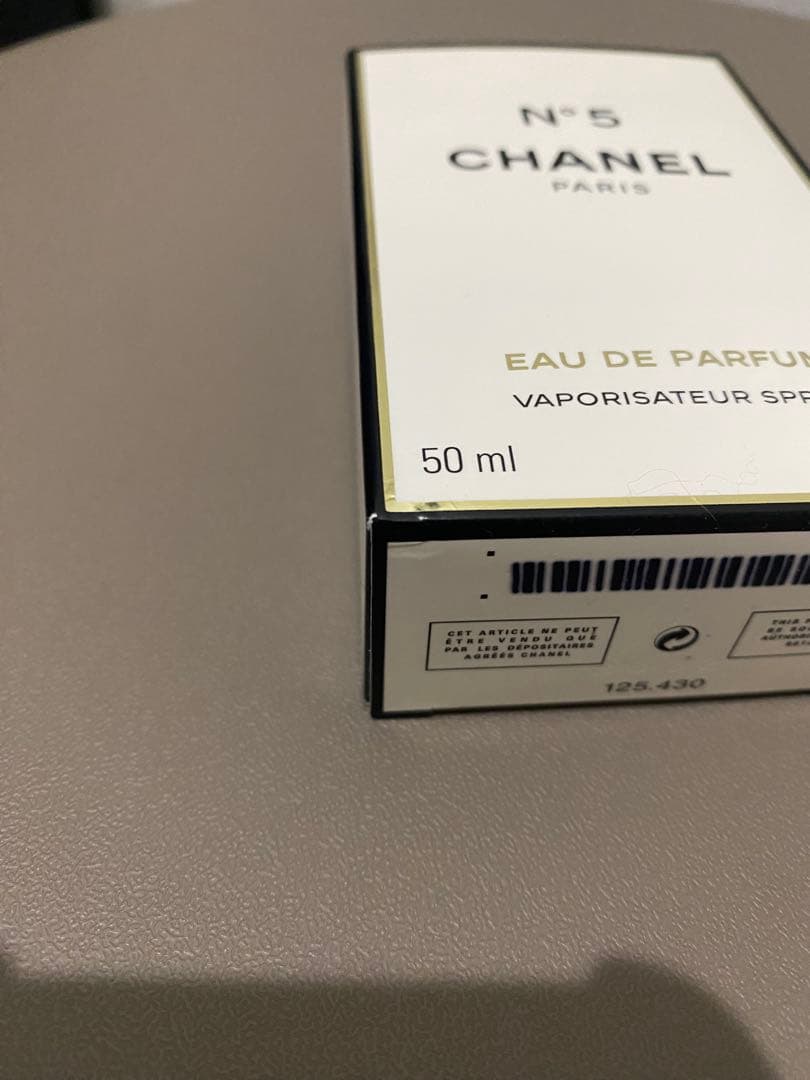 N° 5
CHANEL
PARIS
EAU DE PARFUM
VAPORISATEUR
50 ml
CET ARTICLE NE PEUT
ÊTRE VENDU QUE
PAR LES DÉPOSITAIRES
AGRÉÉS CHANEL
125.430